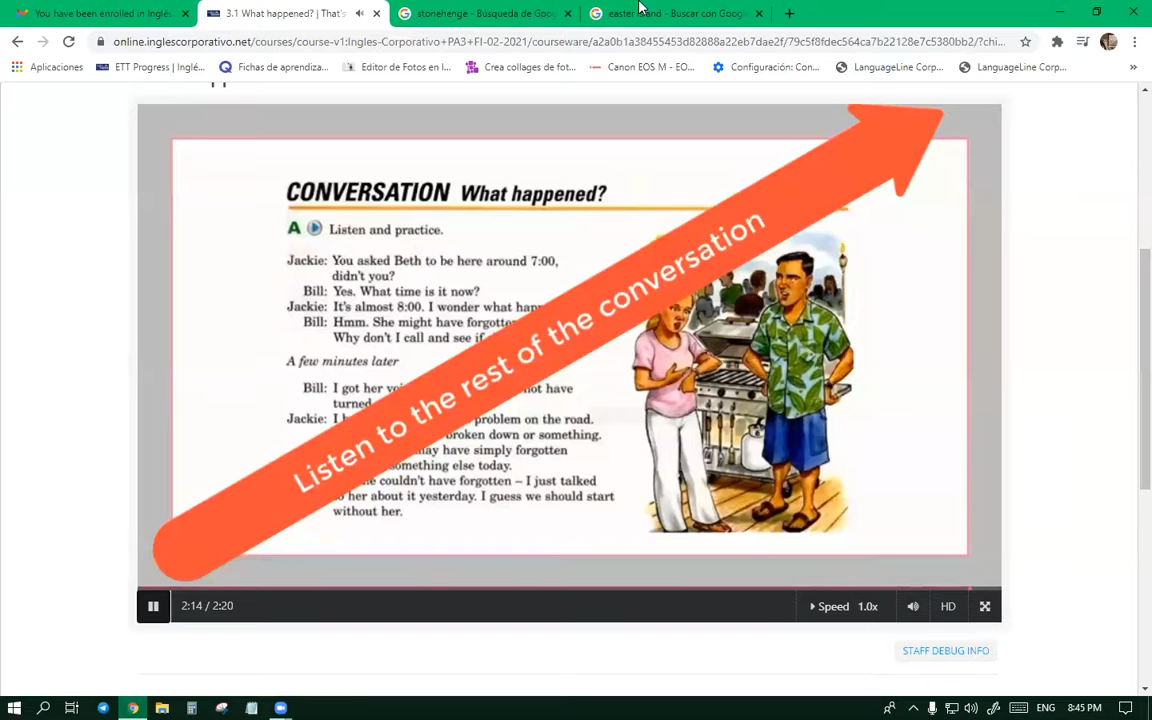 You have been enrolled in Inglés
3.1 What happened? | That's
stonehenge - Búsqueda de Goo
easter island - Buscar con Google
online.inglescorporativo.net/courses/course-v1:Ingles-Corporativo+PA3+FI-02-2021/courseware/a2a0b1a38455453d82888a22eb7dae2f/79c5f8fdec564ca7b22128e7c5380bb2/?chi...
Aplicaciones
ETT Progress | Inglé...
Fichas de aprendiza...
Editor de Fotos en l...
Crea collages de fot...
Canon EOS M - EO...
Configuración: Con...
LanguageLine Corp...
LanguageLine Corp...
CONVERSATION What happened?
A Listen and practice.
Jackie: You asked Beth to be here around 7:00,
didn't you?
Bill: Yes. What time is it now?
Jackie: It's almost 8:00. I wonder what
Bill: Hmm. She might have forgotten
Why don't I call and see if
A few minutes later
Bill: I got her not have
turned
Jackie: I problem on the road.
broken down or something.
may have simply forgotten
something else today.
couldn't have forgotten – I just talked
to her about it yesterday. I guess we should start
without her.
Listen to the rest of the conversation
2:14 / 2:20
Speed 1.0x
HD
STAFF DEBUG INFO
ENG
8:45 PM